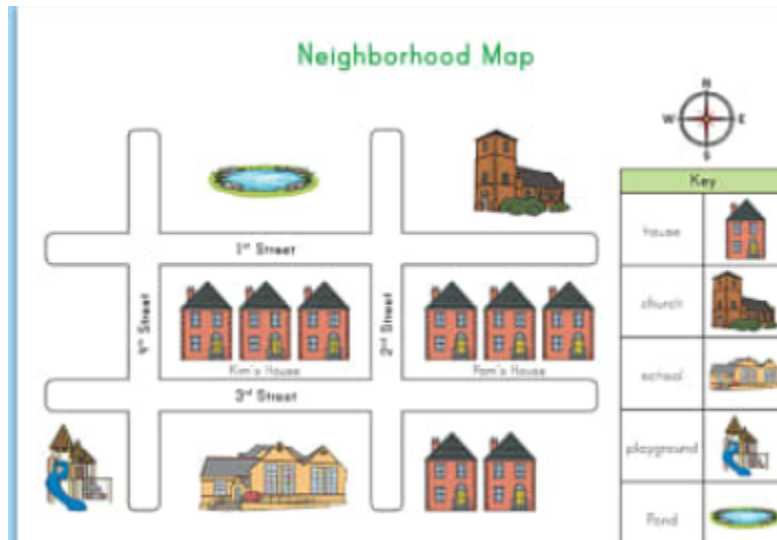 Neighborhood Map
N
W E
S
Key
house
church
school
playground
Pond
1st Street
4th Street
2nd Street
Kim's House
Pam's House
3rd Street